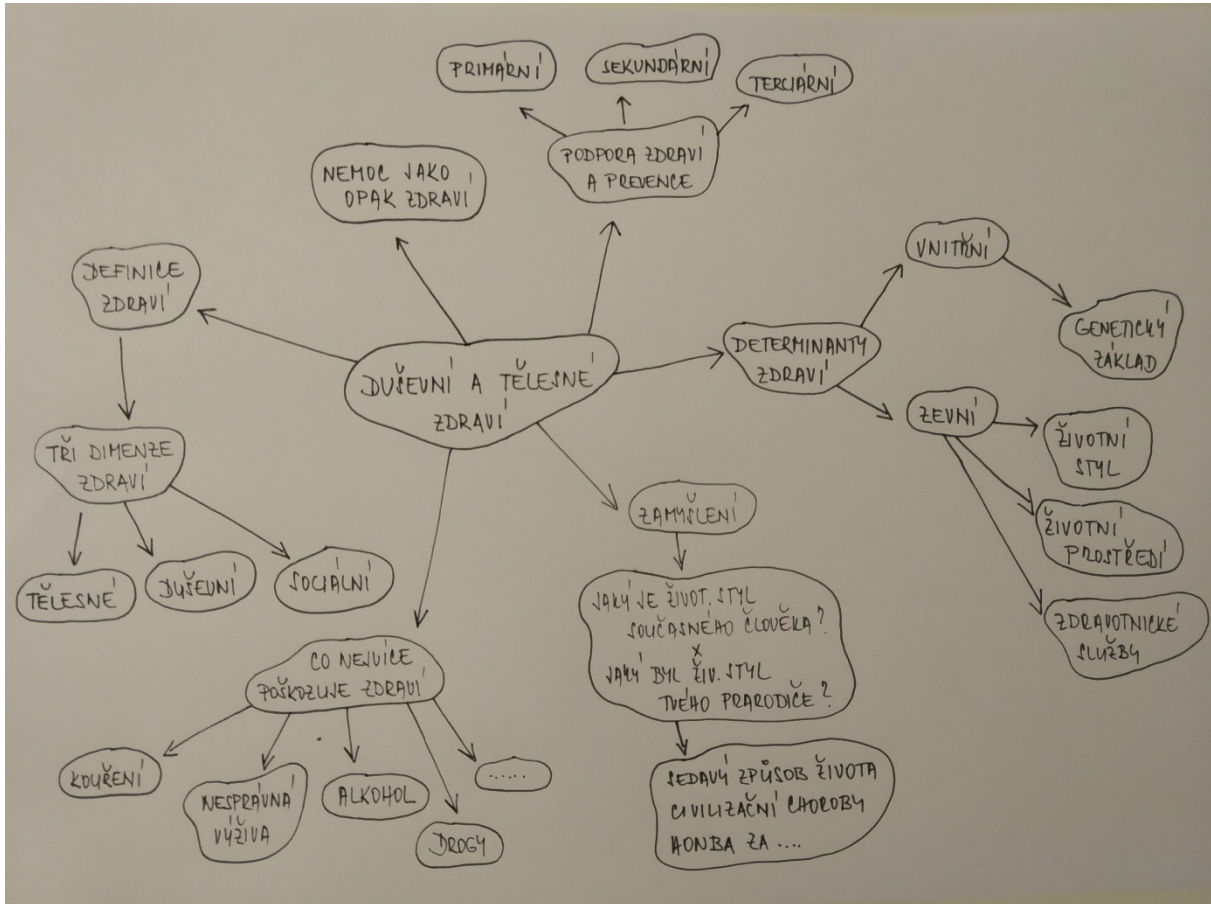 PRIMÁRNÍ
SEKUNDÁRNÍ
TERCIÁRNÍ
PODPORA ZDRAVÍ
A PREVENCE
NEMOC JAKO
OPAK ZDRAVÍ
DEFINICE
ZDRAVÍ
VNITŘNÍ
GENETICKÝ
ZÁKLAD
DETERMINANTY
ZDRAVÍ
DUŠEVNÍ A TĚLESNÉ
ZDRAVÍ
ZEVNÍ
ŽIVOTNÍ
STYL
ŽIVOTNÍ
PROSTŘEDÍ
ZDRAVOTNICKÉ
SLUŽBY
TŘI DIMENZE
ZDRAVÍ
TĚLESNÉ
DUŠEVNÍ
SOCIÁLNÍ
ZAMYŠLENÍ
JAKÝ JE ŽIVOT. STYL
SOUČASNÉHO ČLOVĚKA?
x
JAKÝ BYL ŽIV. STYL
TVÉHO PRARODIČE?
SEDAVÝ ZPŮSOB ŽIVOTA
CIVILIZAČNÍ CHOROBY
HONBA ZA ....
CO NEJVÍCE
POŠKOZUJE ZDRAVÍ
KOUŘENÍ
NESPRÁVNÁ
VÝŽIVA
ALKOHOL
DROGY
......